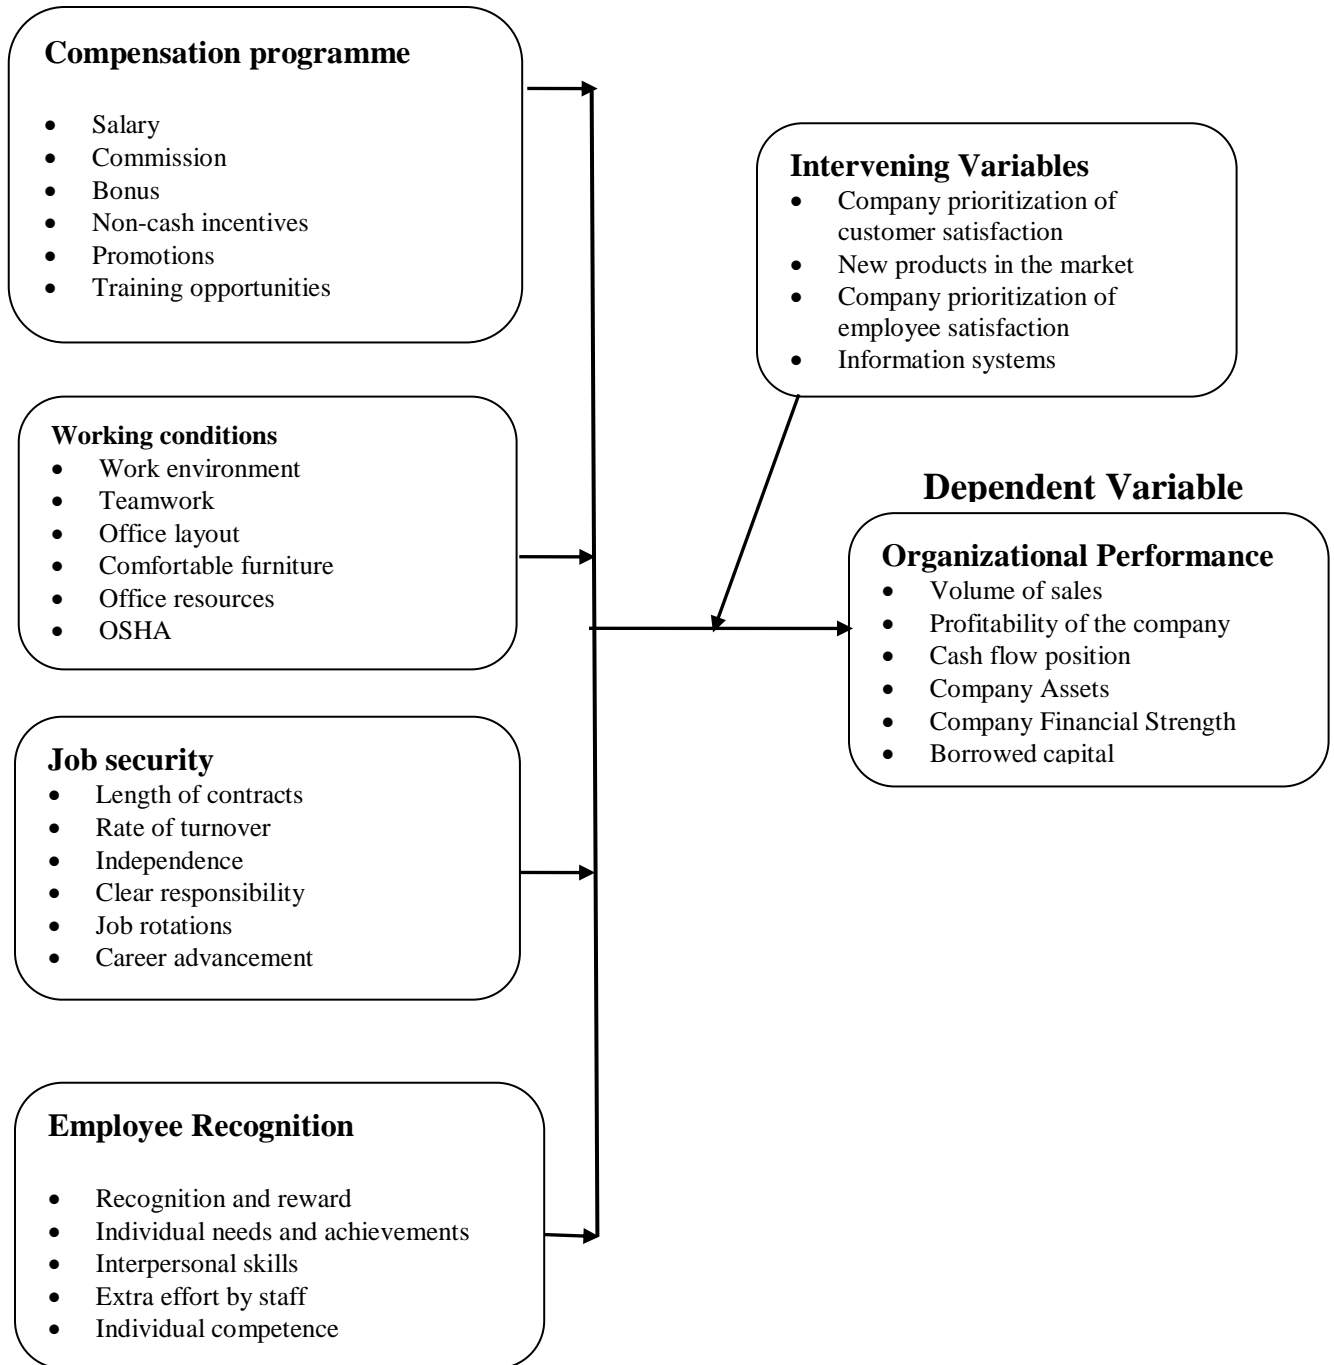 Compensation programme
• Salary
• Commission
• Bonus
• Non-cash incentives
• Promotions
• Training opportunities
Working conditions
• Work environment
• Teamwork
• Office layout
• Comfortable furniture
• Office resources
• OSHA
Job security
• Length of contracts
• Rate of turnover
• Independence
• Clear responsibility
• Job rotations
• Career advancement
Employee Recognition
• Recognition and reward
• Individual needs and achievements
• Interpersonal skills
• Extra effort by staff
• Individual competence
Intervening Variables
• Company prioritization of
customer satisfaction
• New products in the market
• Company prioritization of
employee satisfaction
• Information systems
Dependent Variable
Organizational Performance
• Volume of sales
• Profitability of the company
• Cash flow position
• Company Assets
• Company Financial Strength
• Borrowed capital